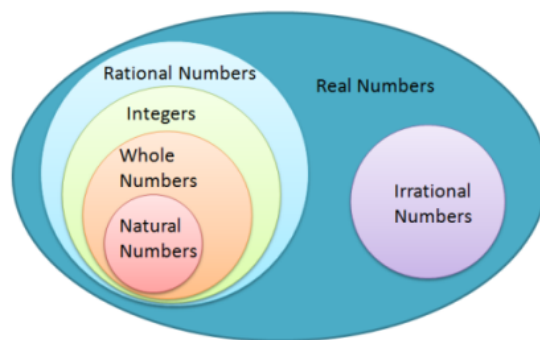 Rational Numbers
Real Numbers
Integers
Whole
Numbers
Natural
Numbers
Irrational
Numbers